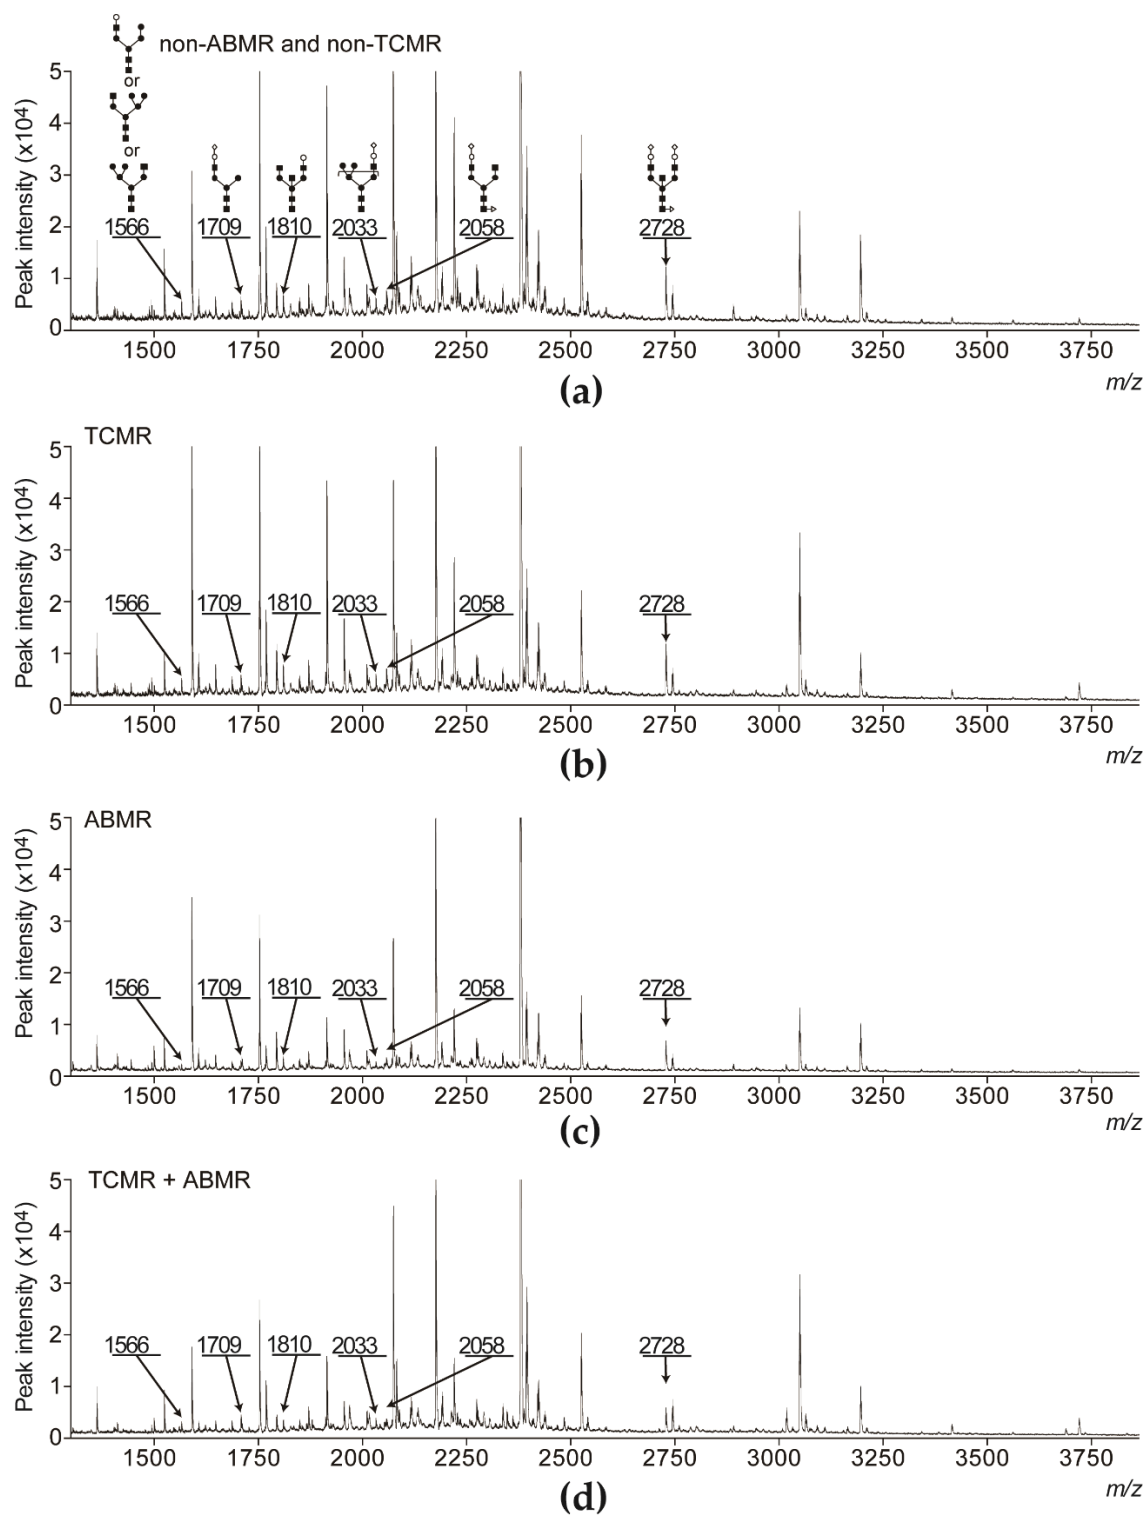 non-ABMR and non-TCMR
or
or
Peak intensity (x10⁴)
5
4
3
2
1
0
1566 1709 1810 2033 2058 2728
1500 1750 2000 2250 2500 2750 3000 3250 3500 3750
m/z
(a)
TCMR
Peak intensity (x10⁴)
5
4
3
2
1
0
1566 1709 1810 2033 2058 2728
1500 1750 2000 2250 2500 2750 3000 3250 3500 3750
m/z
(b)
ABMR
Peak intensity (x10⁴)
5
4
3
2
1
0
1566 1709 1810 2033 2058 2728
1500 1750 2000 2250 2500 2750 3000 3250 3500 3750
m/z
(c)
TCMR + ABMR
Peak intensity (x10⁴)
5
4
3
2
1
0
1566 1709 1810 2033 2058 2728
1500 1750 2000 2250 2500 2750 3000 3250 3500 3750
m/z
(d)